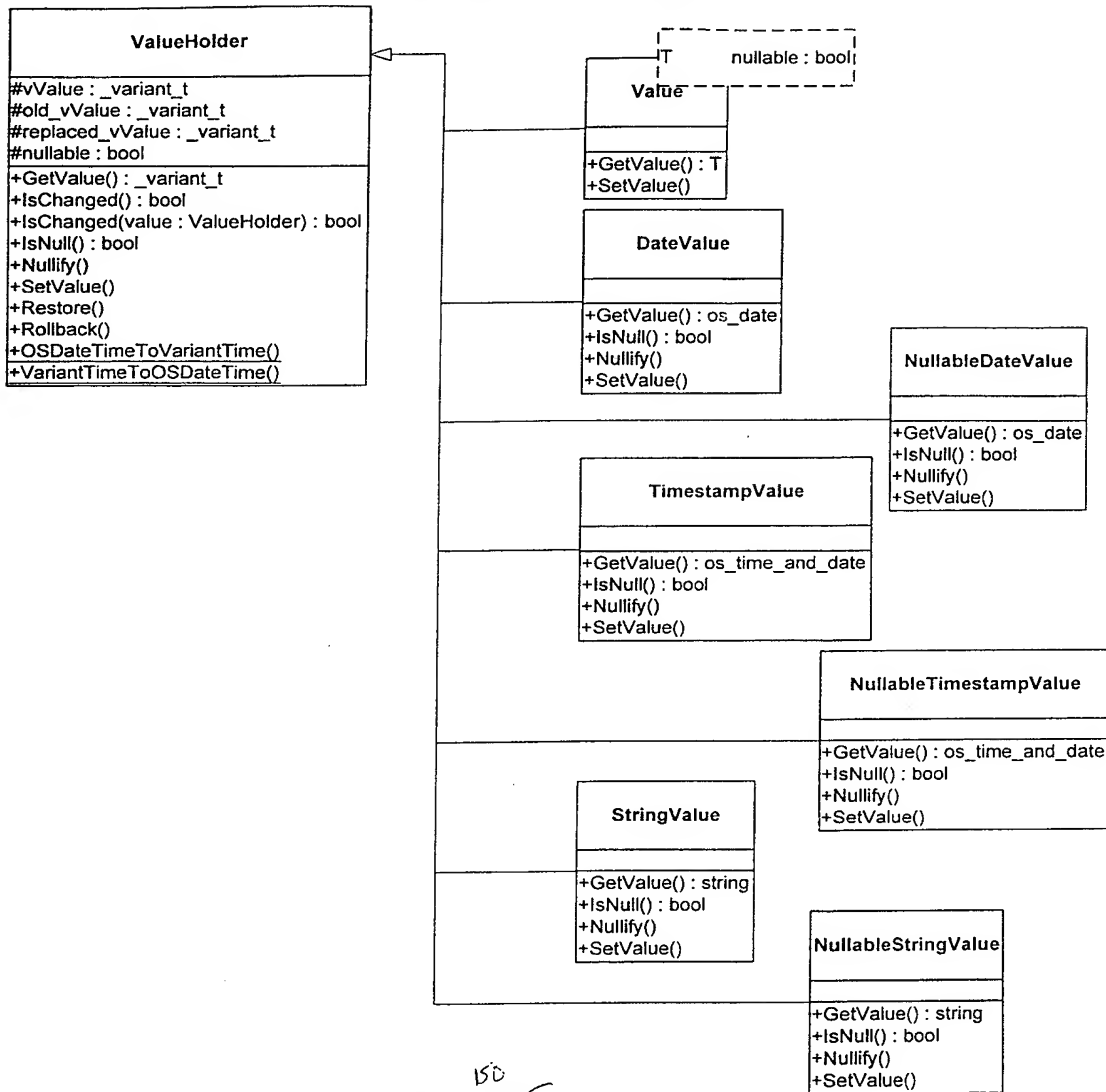 ValueHolder
#vValue : _variant_t
#old_vValue : _variant_t
#replaced_vValue : _variant_t
#nullable : bool
+GetValue() : _variant_t
+IsChanged() : bool
+IsChanged(value : ValueHolder) : bool
+IsNull() : bool
+Nullify()
+SetValue()
+Restore()
+Rollback()
+OSDateTimeToVariantTime()
+VariantTimeToOSDateTime()
T nullable : bool
Value
+GetValue() : T
+SetValue()
DateValue
+GetValue() : os_date
+IsNull() : bool
+Nullify()
+SetValue()
NullableDateValue
+GetValue() : os_date
+IsNull() : bool
+Nullify()
+SetValue()
TimestampValue
+GetValue() : os_time_and_date
+IsNull() : bool
+Nullify()
+SetValue()
NullableTimestampValue
+GetValue() : os_time_and_date
+IsNull() : bool
+Nullify()
+SetValue()
StringValue
+GetValue() : string
+IsNull() : bool
+Nullify()
+SetValue()
NullableStringValue
+GetValue() : string
+IsNull() : bool
+Nullify()
+SetValue()
150